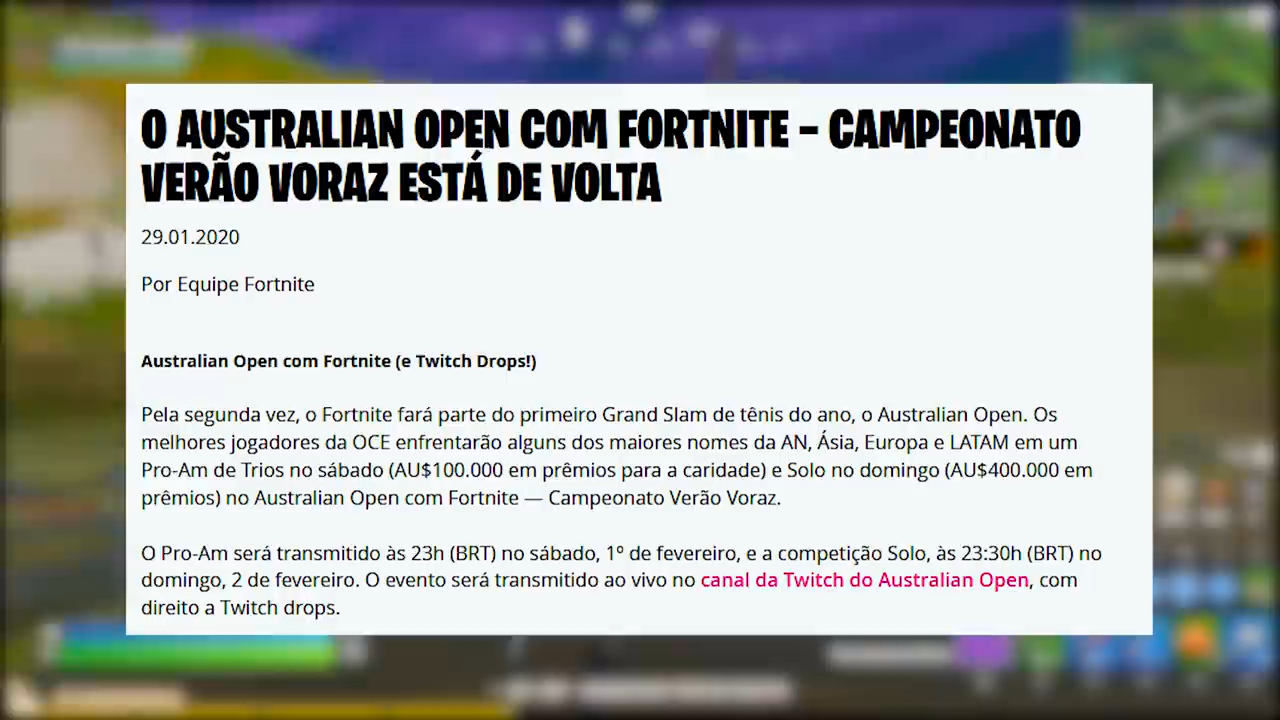 O AUSTRALIAN OPEN COM FORTNITE – CAMPEONATO
VERÃO VORAZ ESTÁ DE VOLTA
29.01.2020
Por Equipe Fortnite
Australian Open com Fortnite (e Twitch Drops!)
Pela segunda vez, o Fortnite fará parte do primeiro Grand Slam de tênis do ano, o Australian Open. Os
melhores jogadores da OCE enfrentarão alguns dos maiores nomes da AN, Ásia, Europa e LATAM em um
Pro-Am de Trios no sábado (AU$100.000 em prêmios para a caridade) e Solo no domingo (AU$400.000 em
prêmios) no Australian Open com Fortnite — Campeonato Verão Voraz.
O Pro-Am será transmitido às 23h (BRT) no sábado, 1º de fevereiro, e a competição Solo, às 23:30h (BRT) no
domingo, 2 de fevereiro. O evento será transmitido ao vivo no canal da Twitch do Australian Open, com
direito a Twitch drops.